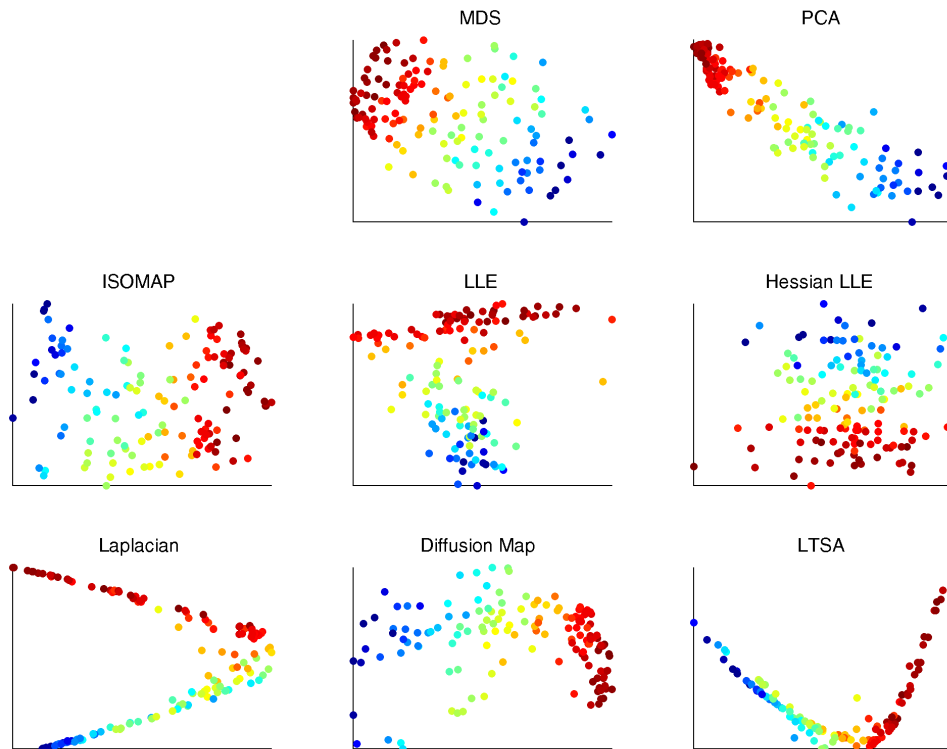 MDS
PCA
ISOMAP
LLE
Hessian LLE
Laplacian
Diffusion Map
LTSA